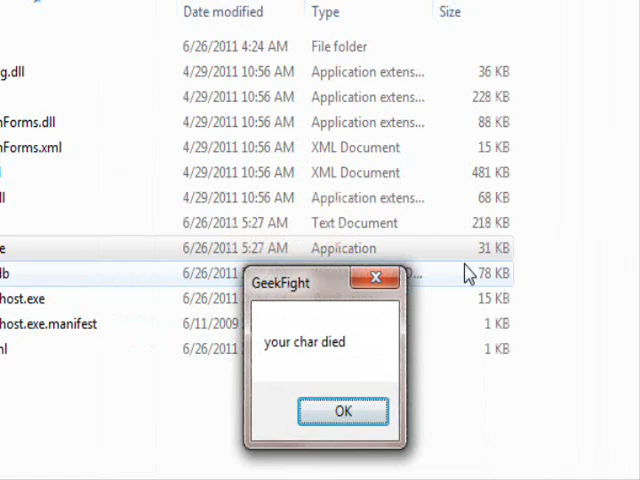 Date modified Type Size
6/26/2011 4:24 AM File folder
g.dll 4/29/2011 10:56 AM Application extens... 36 KB
4/29/2011 10:56 AM Application extens... 228 KB
nForms.dll 4/29/2011 10:56 AM Application extens... 88 KB
nForms.xml 4/29/2011 10:56 AM XML Document 15 KB
4/29/2011 10:56 AM XML Document 481 KB
ll 4/29/2011 10:56 AM Application extens... 68 KB
6/26/2011 5:27 AM Text Document 218 KB
e 6/26/2011 5:27 AM Application 31 KB
db 6/26/2011 D... 78 KB
host.exe 6/26/2011 15 KB
host.exe.manifest 6/11/2009 1 KB
ml 6/26/2011 1 KB
GeekFight
your char died
OK